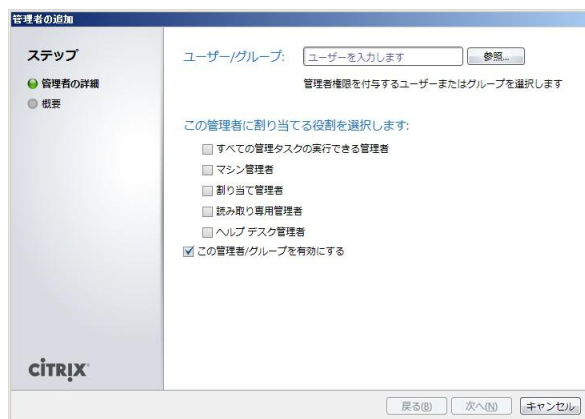 管理者の追加
ステップ
管理者の詳細
概要
ユーザー/グループ: ユーザーを入力します 参照...
管理者権限を付与するユーザーまたはグループを選択します
この管理者に割り当てる役割を選択します:
すべての管理タスクの実行できる管理者
マシン管理者
割り当て管理者
読み取り専用管理者
ヘルプ デスク管理者
この管理者/グループを有効にする
CİTRIX
戻る(B) 次へ(N) キャンセル